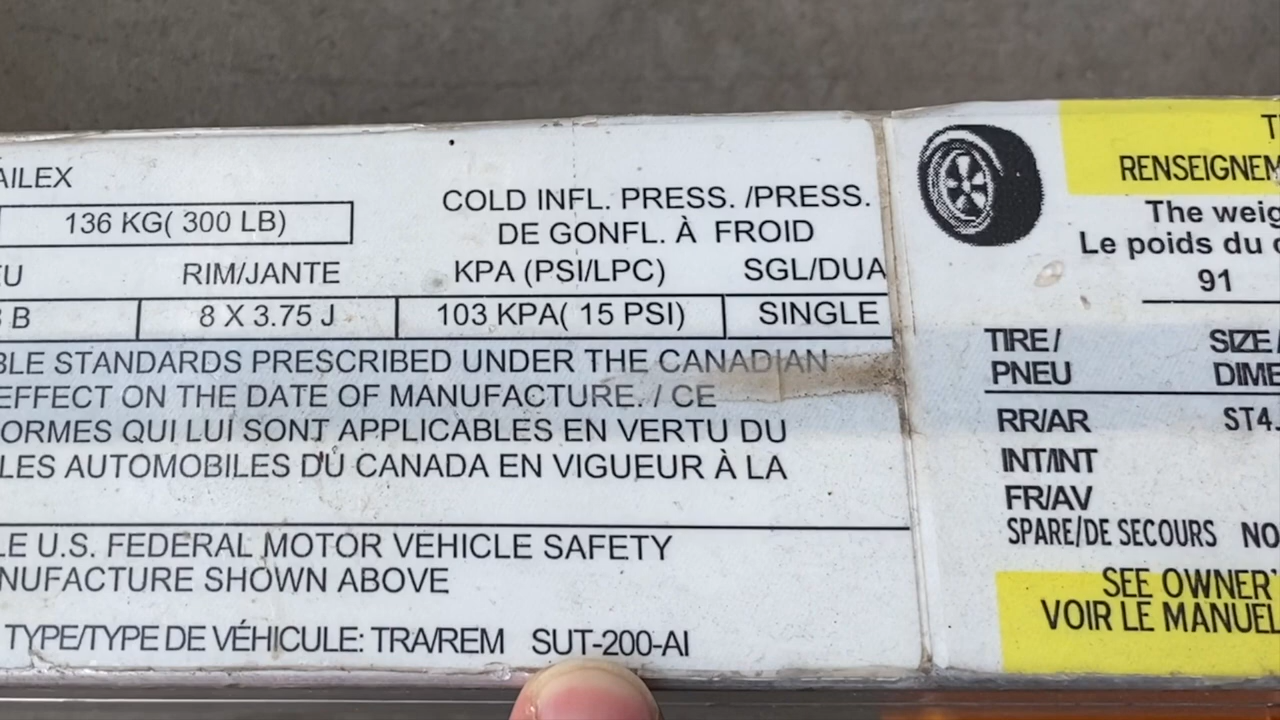 AILEX
136 KG( 300 LB)
COLD INFL. PRESS. /PRESS.
DE GONFL. À FROID
EU RIM/JANTE KPA (PSI/LPC) SGL/DUA
B 8 X 3.75 J 103 KPA( 15 PSI) SINGLE
BLE STANDARDS PRESCRIBED UNDER THE CANADIAN
EFFECT ON THE DATE OF MANUFACTURE. / CE
ORMES QUI LUI SONT APPLICABLES EN VERTU DU
LES AUTOMOBILES DU CANADA EN VIGUEUR À LA
LE U.S. FEDERAL MOTOR VEHICLE SAFETY
NUFACTURE SHOWN ABOVE
TYPE/TYPE DE VÉHICULE: TRA/REM SUT-200-AI
RENSEIGNEM
The weig
Le poids du
91
TIRE / SIZE /
PNEU DIME
RR/AR ST4.
INT/INT
FR/AV
SPARE/DE SECOURS NO
SEE OWNER'
VOIR LE MANUEL